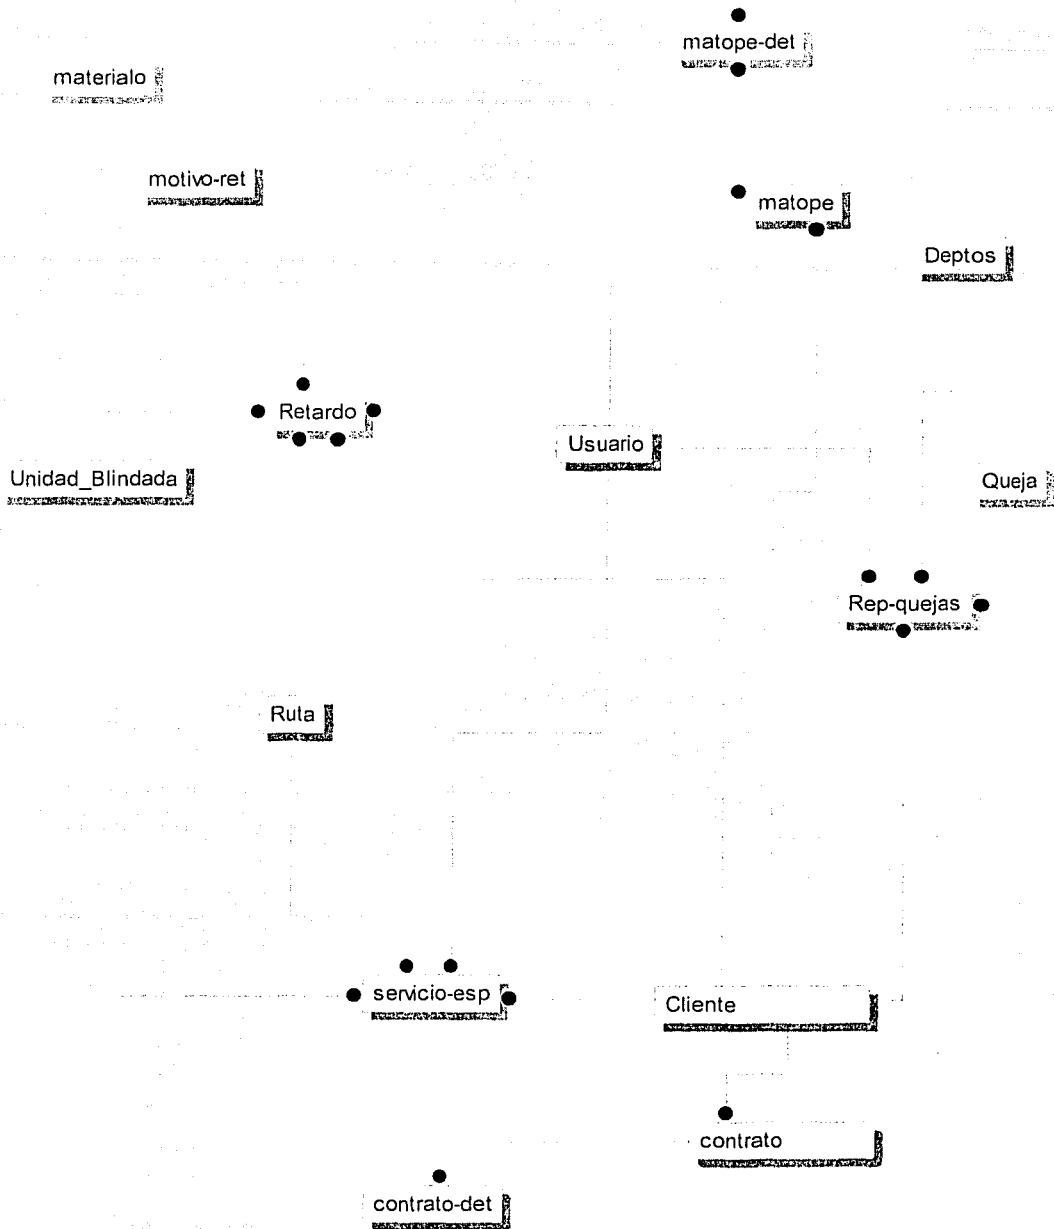 matope-det
materialo
motivo-ret
matope
Deptos
Retardo
Usuario
Unidad_Blindada
Queja
Rep-quejas
Ruta
servicio-esp
Cliente
contrato
contrato-det